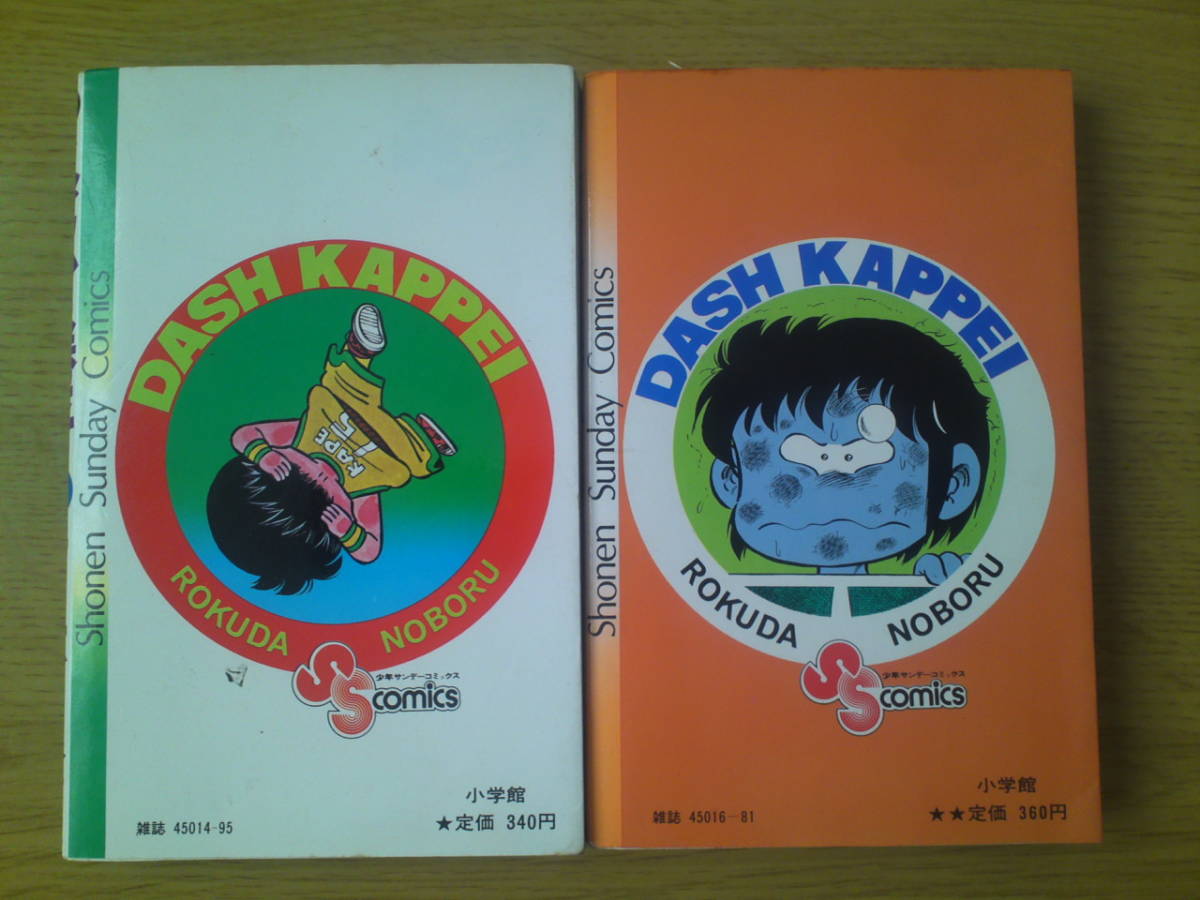 Shonen Sunday Comics
DASH KAPPEI
KAPPEI
15
ROKUDA NOBORU
少年サンデーコミックス
SS comics
小学館
雑誌 45014-95
★定価 340円
Shonen Sunday Comics
DASH KAPPEI
ROKUDA NOBORU
少年サンデーコミックス
SS comics
小学館
雑誌 45016-81
★★定価 360円